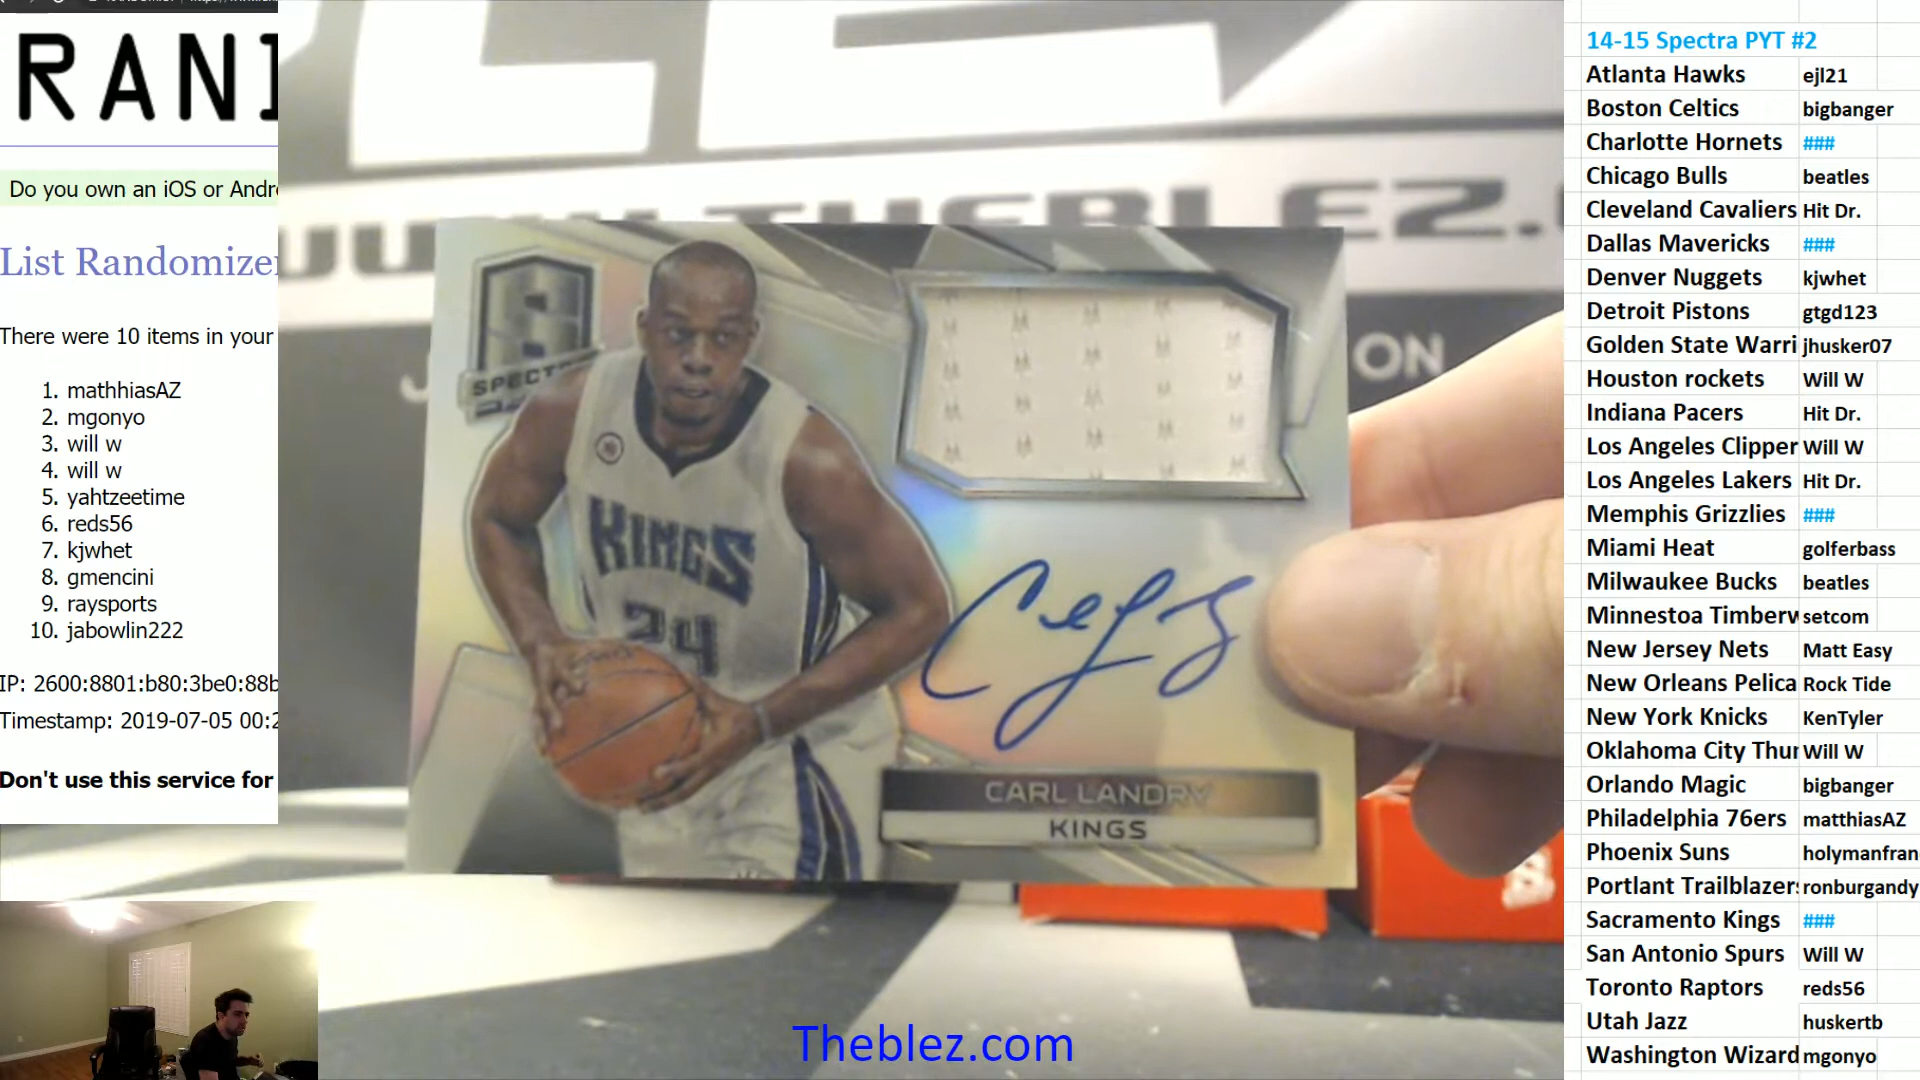 RAN
Do you own an iOS or Andr
List Randomize
There were 10 items in your
1. mathhiasAZ
2. mgonyo
3. will w
4. will w
5. yahtzeetime
6. reds56
7. kjwhet
8. gmencini
9. raysports
10. jabowlin222
IP: 2600:8801:b80:3be0:88b
Timestamp: 2019-07-05 00:2
Don't use this service for
THEBLEZ.
ON
SPECT
KINGS
24
CARL LANDRY
KINGS
Theblez.com
14-15 Spectra PYT #2
Atlanta Hawks ejl21
Boston Celtics bigbanger
Charlotte Hornets ###
Chicago Bulls beatles
Cleveland Cavaliers Hit Dr.
Dallas Mavericks ###
Denver Nuggets kjwhet
Detroit Pistons gtgd123
Golden State Warri jhusker07
Houston rockets Will W
Indiana Pacers Hit Dr.
Los Angeles Clipper Will W
Los Angeles Lakers Hit Dr.
Memphis Grizzlies ###
Miami Heat golferbass
Milwaukee Bucks beatles
Minnestoa Timberw setcom
New Jersey Nets Matt Easy
New Orleans Pelica Rock Tide
New York Knicks KenTyler
Oklahoma City Thu Will W
Orlando Magic bigbanger
Philadelphia 76ers matthiasAZ
Phoenix Suns holymanfran
Portlant Trailblazers ronburgandy
Sacramento Kings ###
San Antonio Spurs Will W
Toronto Raptors reds56
Utah Jazz huskertb
Washington Wizard mgonyo